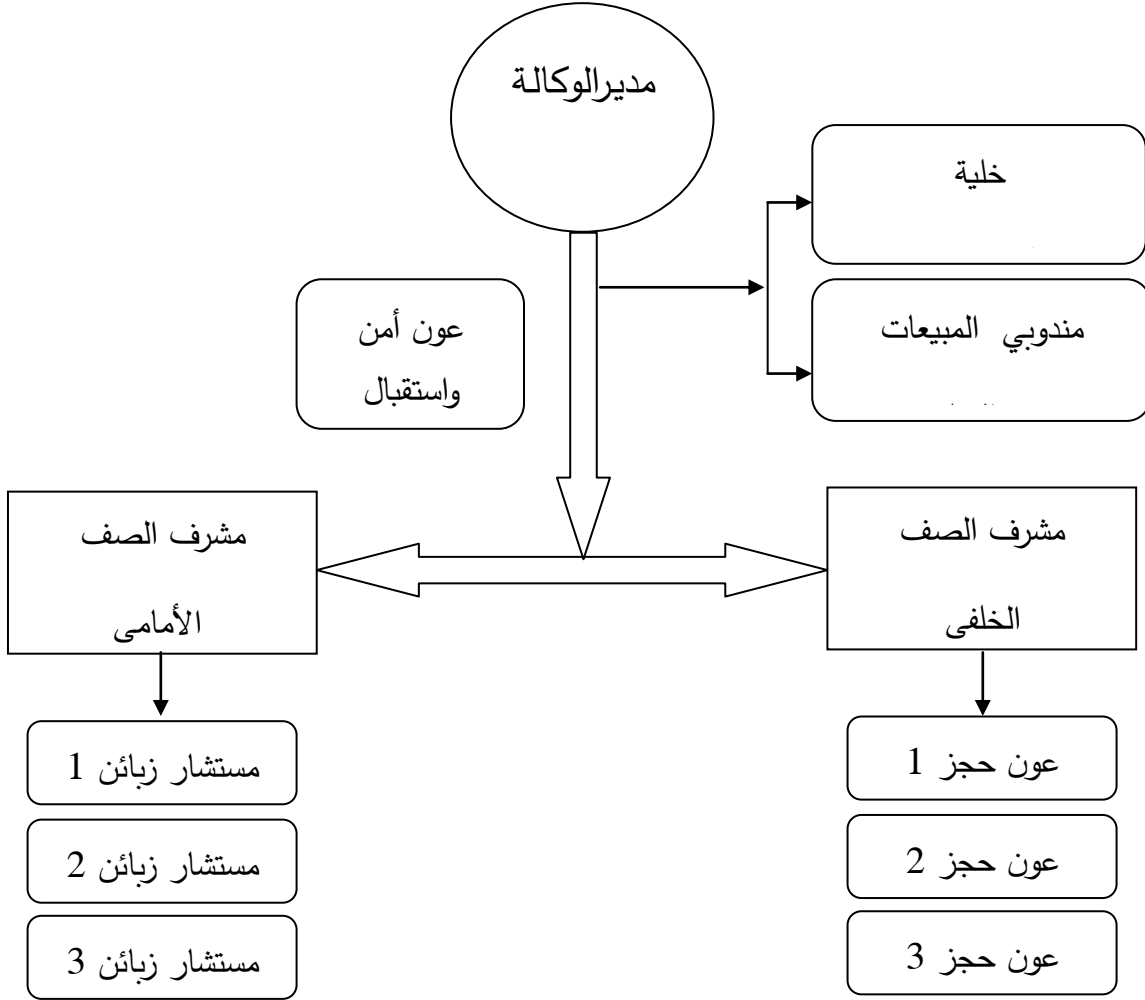 مديرالوكالة
خلية
مندوبي المبيعات
عون أمن
واستقبال
مشرف الصف
الخلفى
مشرف الصف
الأمامى
عون حجز 1
عون حجز 2
عون حجز 3
مستشار زبائن 1
مستشار زبائن 2
مستشار زبائن 3